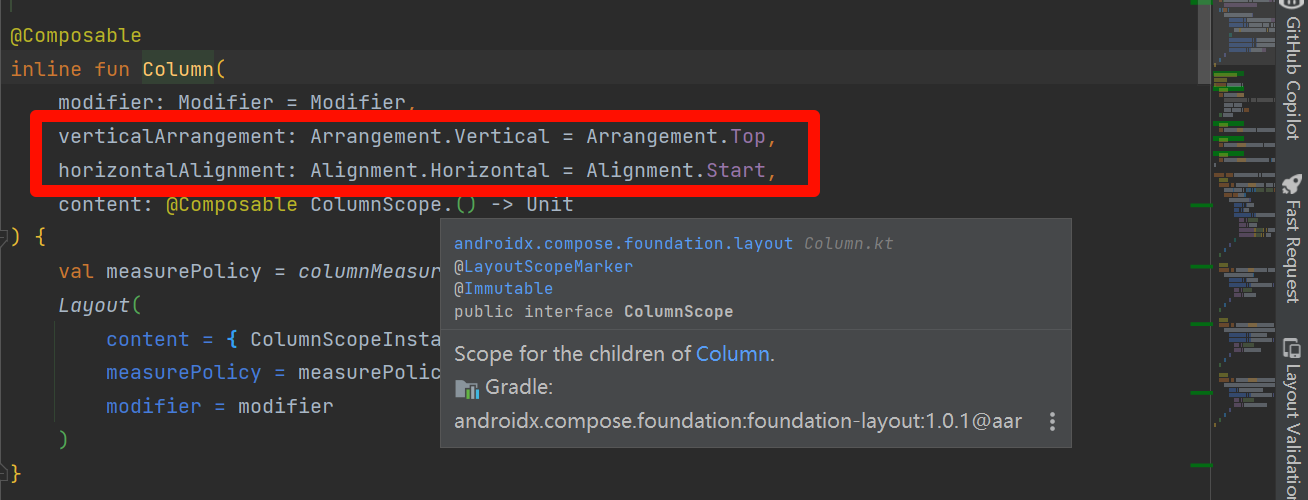 @Composable
inline fun Column(
modifier: Modifier = Modifier,
verticalArrangement: Arrangement.Vertical = Arrangement.Top,
horizontalAlignment: Alignment.Horizontal = Alignment.Start,
content: @Composable ColumnScope.() -> Unit
) {
val measurePolicy = columnMeasur
Layout(
content = { ColumnScopeInsta
measurePolicy = measurePolic
modifier = modifier
)
}
androidx.compose.foundation.layout Column.kt
@LayoutScopeMarker
@Immutable
public interface ColumnScope
Scope for the children of Column.
Gradle:
androidx.compose.foundation:foundation-layout:1.0.1@aar
GitHub Copilot
Fast Request
Layout Validation